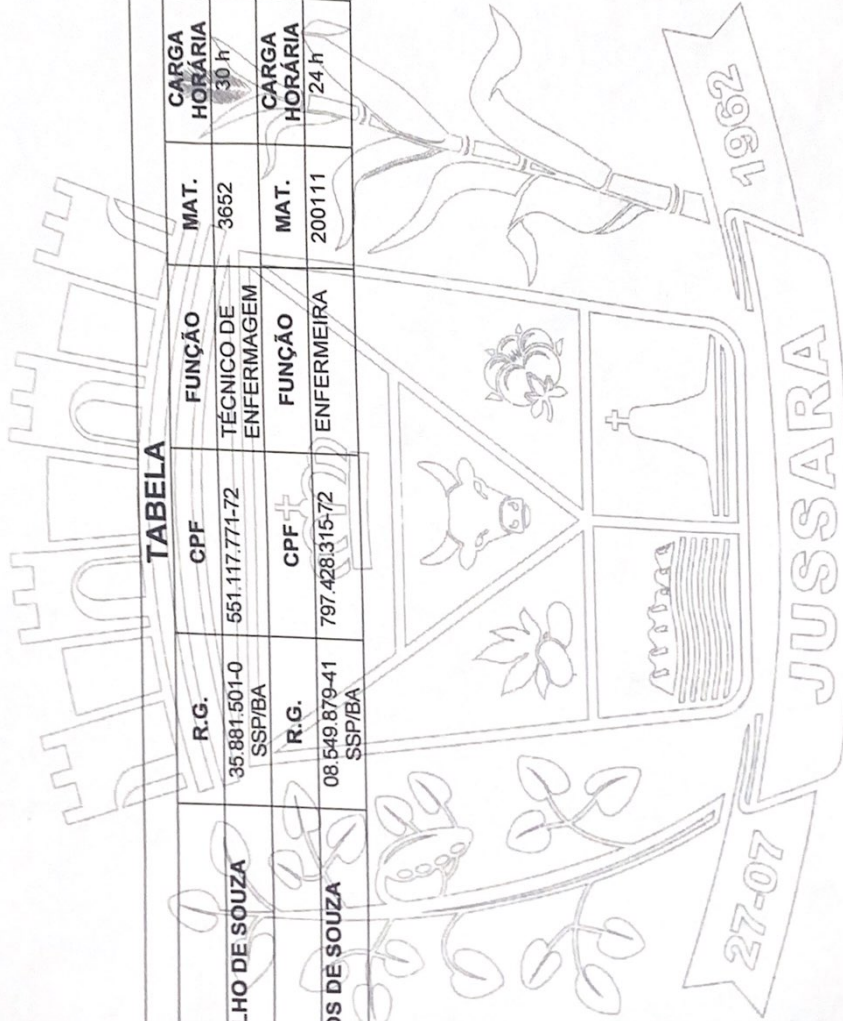 TABELA
R.G. CPF FUNÇÃO MAT. CARGA HORÁRIA
LHO DE SOUZA 35.881.501-0 SSP/BA 551.117.771-72 TÉCNICO DE ENFERMAGEM 3652 30 h
R.G. CPF FUNÇÃO MAT. CARGA HORÁRIA
OS DE SOUZA 08.549.879-41 SSP/BA 797.428.315-72 ENFERMEIRA 200111 24 h
27-07 JUSSARA 1962